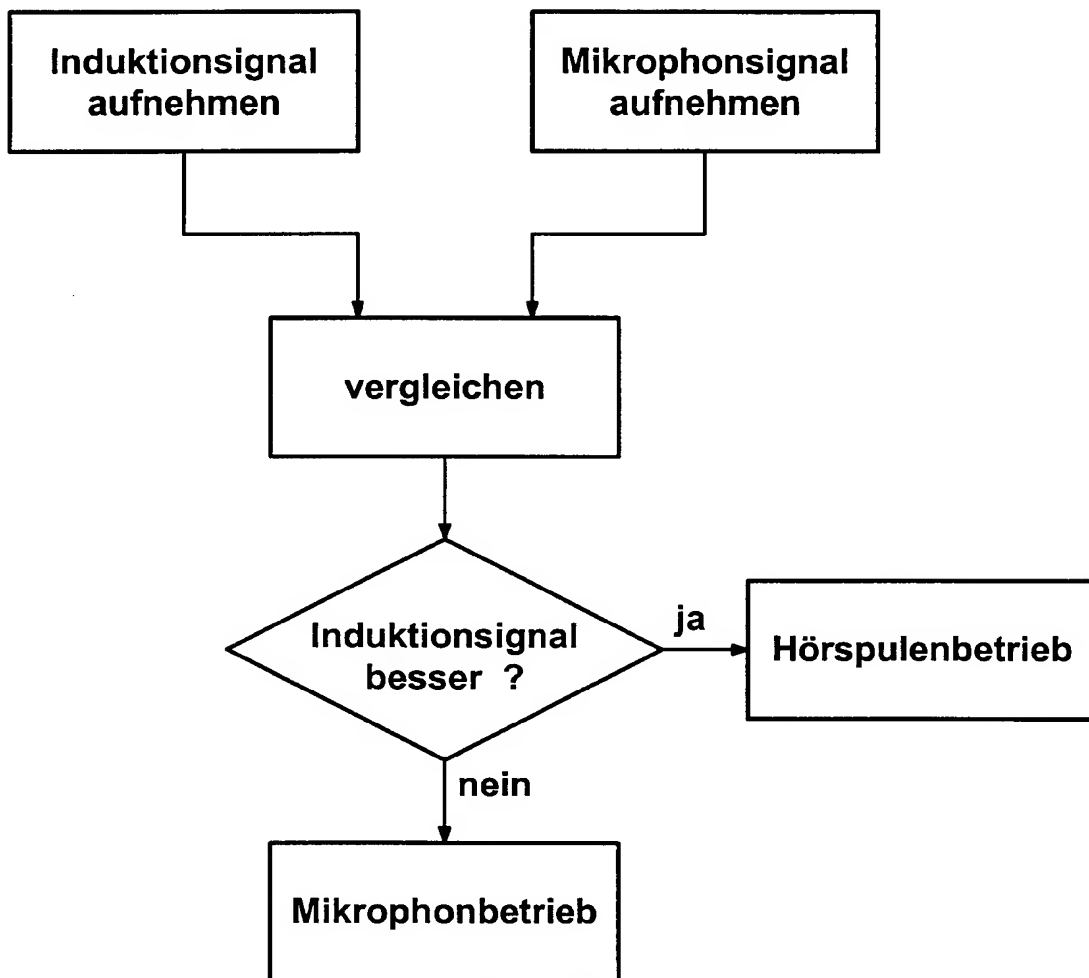 Induktionsignal
aufnehmen
Mikrophonsignal
aufnehmen
vergleichen
Induktionsignal
besser ?
ja
Hörspulenbetrieb
nein
Mikrophonbetrieb